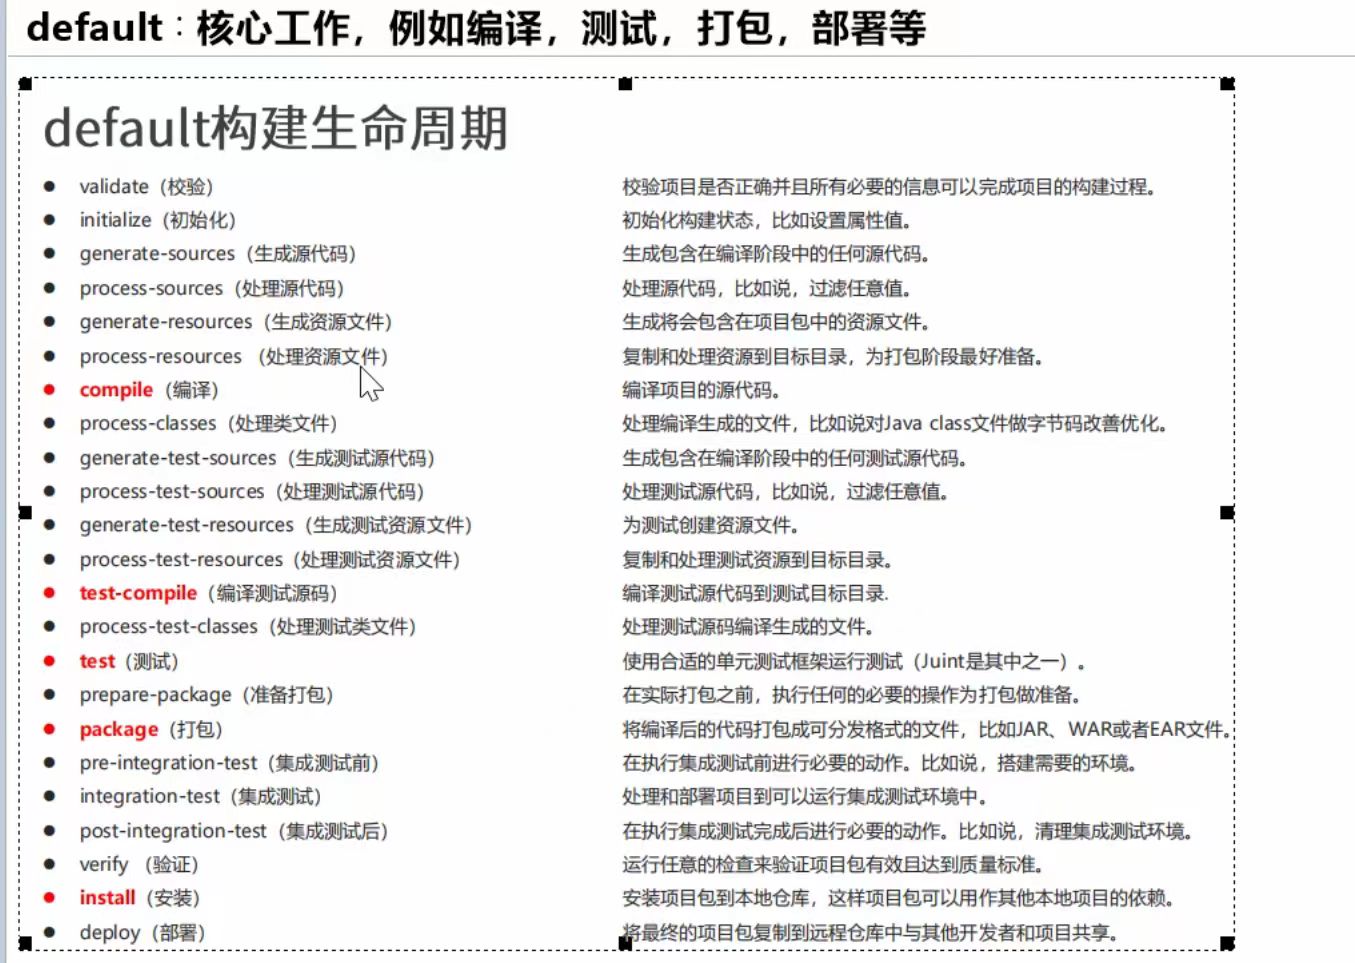 default：核心工作，例如编译，测试，打包，部署等
default构建生命周期
validate（校验） 校验项目是否正确并且所有必要的信息可以完成项目的构建过程。
initialize（初始化） 初始化构建状态，比如设置属性值。
generate-sources（生成源代码） 生成包含在编译阶段中的任何源代码。
process-sources（处理源代码） 处理源代码，比如说，过滤任意值。
generate-resources（生成资源文件） 生成将会包含在项目包中的资源文件。
process-resources （处理资源文件） 复制和处理资源到目标目录，为打包阶段最好准备。
compile（编译） 编译项目的源代码。
process-classes（处理类文件） 处理编译生成的文件，比如说对Java class文件做字节码改善优化。
generate-test-sources（生成测试源代码） 生成包含在编译阶段中的任何测试源代码。
process-test-sources（处理测试源代码） 处理测试源代码，比如说，过滤任意值。
generate-test-resources（生成测试资源文件） 为测试创建资源文件。
process-test-resources（处理测试资源文件） 复制和处理测试资源到目标目录。
test-compile（编译测试源码） 编译测试源代码到测试目标目录.
process-test-classes（处理测试类文件） 处理测试源码编译生成的文件。
test（测试） 使用合适的单元测试框架运行测试（Juint是其中之一）。
prepare-package（准备打包） 在实际打包之前，执行任何的必要的操作为打包做准备。
package（打包） 将编译后的代码打包成可分发格式的文件，比如JAR、WAR或者EAR文件。
pre-integration-test（集成测试前） 在执行集成测试前进行必要的动作。比如说，搭建需要的环境。
integration-test（集成测试） 处理和部署项目到可以运行集成测试环境中。
post-integration-test（集成测试后） 在执行集成测试完成后进行必要的动作。比如说，清理集成测试环境。
verify （验证） 运行任意的检查来验证项目包有效且达到质量标准。
install（安装） 安装项目包到本地仓库，这样项目包可以用作其他本地项目的依赖。
deploy（部署） 将最终的项目包复制到远程仓库中与其他开发者和项目共享。